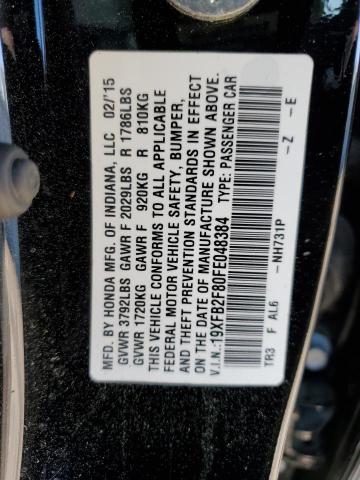 MFD. BY HONDA MFG. OF INDIANA, LLC 02/'15
GVWR 3792LBS GAWR F 2029LBS R 1786LBS
GVWR 1720KG GAWR F 920KG R 810KG
THIS VEHICLE CONFORMS TO ALL APPLICABLE
FEDERAL MOTOR VEHICLE SAFETY, BUMPER,
AND THEFT PREVENTION STANDARDS IN EFFECT
ON THE DATE OF MANUFACTURE SHOWN ABOVE.
V.I.N.:19XFB2F80FE048384 TYPE: PASSENGER CAR
-NH731P -Z -E
TR3 F AL6